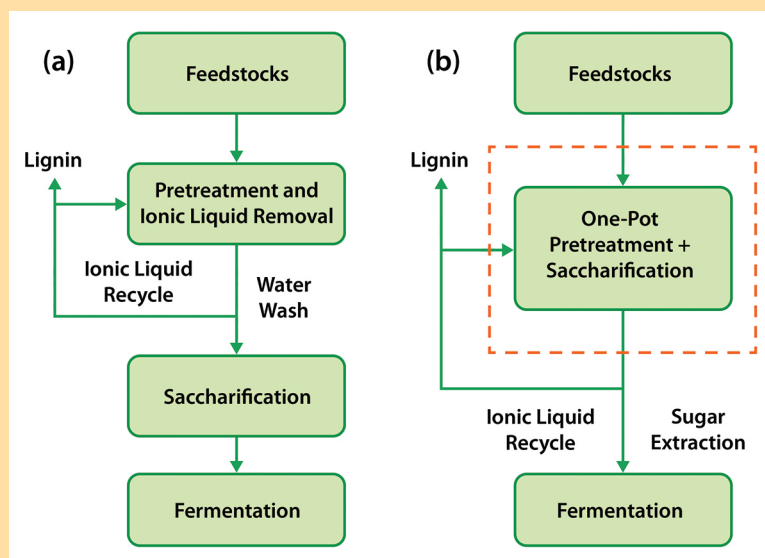 (a)
Feedstocks
Lignin
Pretreatment and
Ionic Liquid Removal
Ionic Liquid
Recycle
Water
Wash
Saccharification
Fermentation
(b)
Feedstocks
Lignin
One-Pot
Pretreatment +
Saccharification
Ionic Liquid
Recycle
Sugar
Extraction
Fermentation